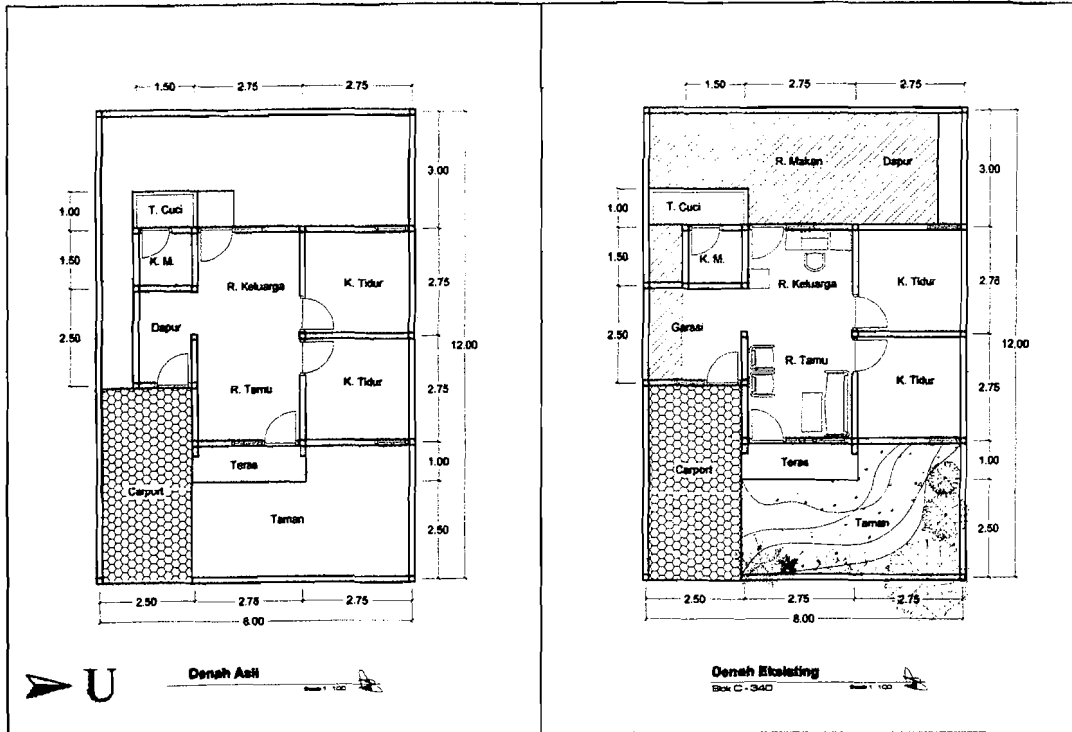 1.50 2.75 2.75
3.00
1.00
T. Cuci
1.50
K. M.
R. Keluarga
K. Tidur
2.75
2.50
Dapur
12.00
R. Tamu
K. Tidur
2.75
Teras
1.00
Carport
Taman
2.50
2.50 2.75 2.75
8.00
U
Denah Asli
1 : 100
1.50 2.75 2.75
R. Makan
Dapur
3.00
1.00
T. Cuci
1.50
K. M.
R. Keluarga
K. Tidur
2.75
2.50
Garasi
12.00
R. Tamu
K. Tidur
2.75
Teras
1.00
Carport
Taman
2.50
2.50 2.75 2.75
8.00
Denah Eksisting
Blok C - 340
1 : 100